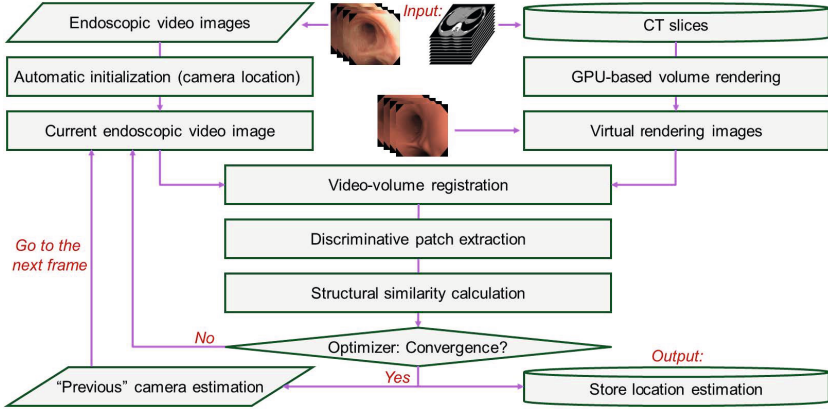 Endoscopic video images
Input:
CT slices
Automatic initialization (camera location)
GPU-based volume rendering
Current endoscopic video image
Virtual rendering images
Video-volume registration
Discriminative patch extraction
Go to the
next frame
Structural similarity calculation
No
Optimizer: Convergence?
Output:
Yes
“Previous” camera estimation
Store location estimation